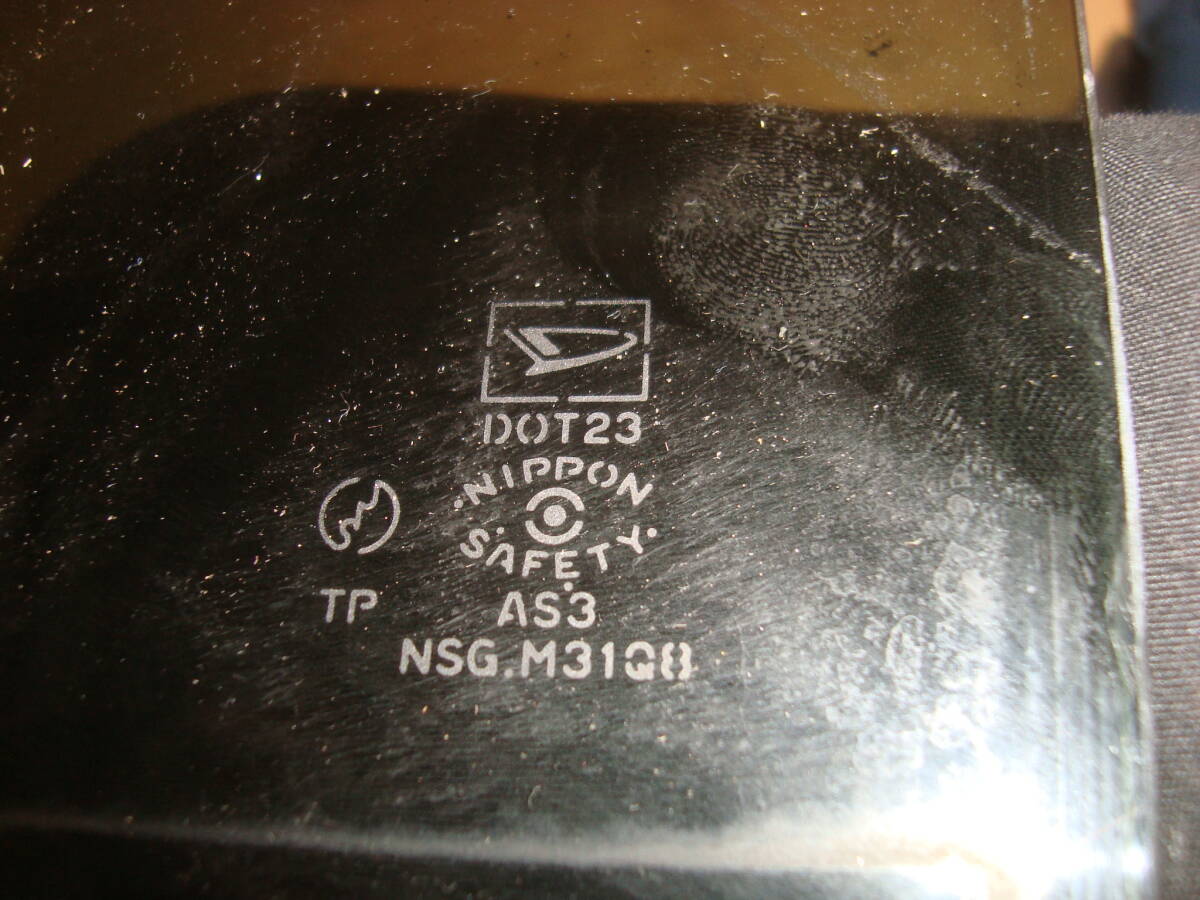 DOT23
·NIPPON·
SAFETY
TP
AS3
NSG.M31Q8